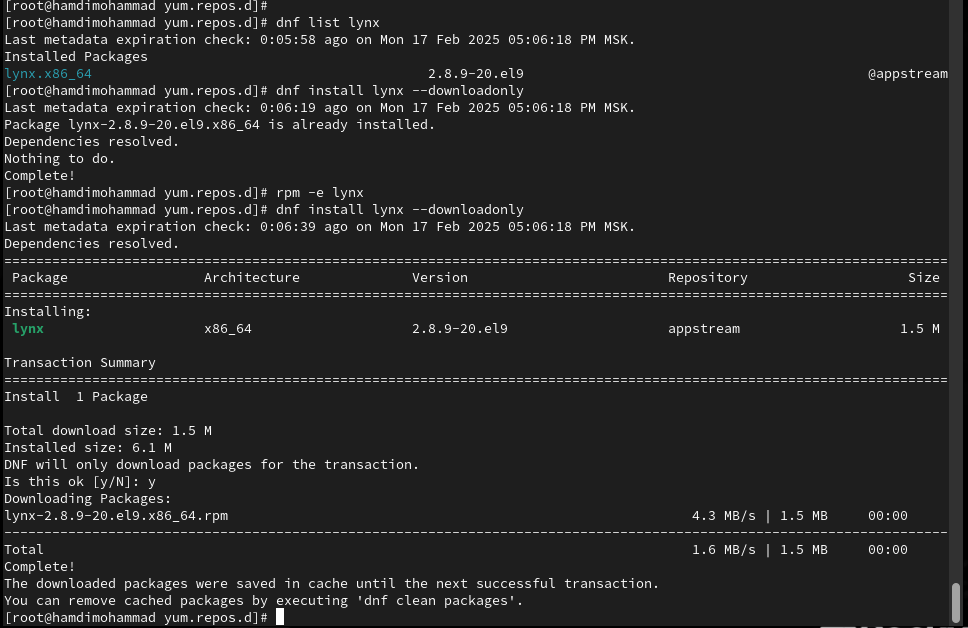 [root@hamdimohammad yum.repos.d]#
[root@hamdimohammad yum.repos.d]# dnf list lynx
Last metadata expiration check: 0:05:58 ago on Mon 17 Feb 2025 05:06:18 PM MSK.
Installed Packages
lynx.x86_64 2.8.9-20.el9 @appstream
[root@hamdimohammad yum.repos.d]# dnf install lynx --downloadonly
Last metadata expiration check: 0:06:19 ago on Mon 17 Feb 2025 05:06:18 PM MSK.
Package lynx-2.8.9-20.el9.x86_64 is already installed.
Dependencies resolved.
Nothing to do.
Complete!
[root@hamdimohammad yum.repos.d]# rpm -e lynx
[root@hamdimohammad yum.repos.d]# dnf install lynx --downloadonly
Last metadata expiration check: 0:06:39 ago on Mon 17 Feb 2025 05:06:18 PM MSK.
Dependencies resolved.
Package Architecture Version Repository Size
Installing:
lynx x86_64 2.8.9-20.el9 appstream 1.5 M
Transaction Summary
Install 1 Package
Total download size: 1.5 M
Installed size: 6.1 M
DNF will only download packages for the transaction.
Is this ok [y/N]: y
Downloading Packages:
lynx-2.8.9-20.el9.x86_64.rpm 4.3 MB/s | 1.5 MB 00:00
Total 1.6 MB/s | 1.5 MB 00:00
Complete!
The downloaded packages were saved in cache until the next successful transaction.
You can remove cached packages by executing 'dnf clean packages'.
[root@hamdimohammad yum.repos.d]#